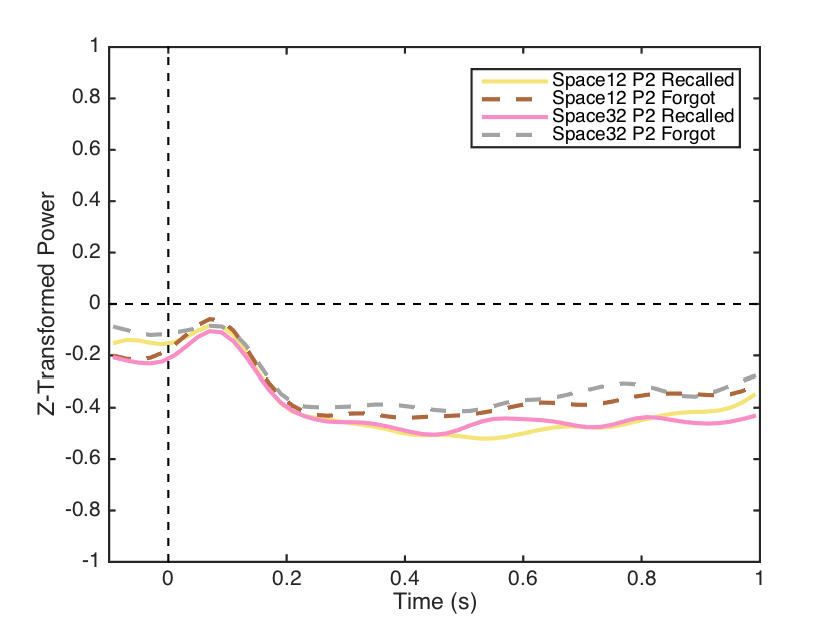 1
0.8
0.6
0.4
0.2
0
-0.2
-0.4
-0.6
-0.8
-1
Z-Transformed Power
Space12 P2 Recalled
Space12 P2 Forgot
Space32 P2 Recalled
Space32 P2 Forgot
0 0.2 0.4 0.6 0.8 1
Time (s)